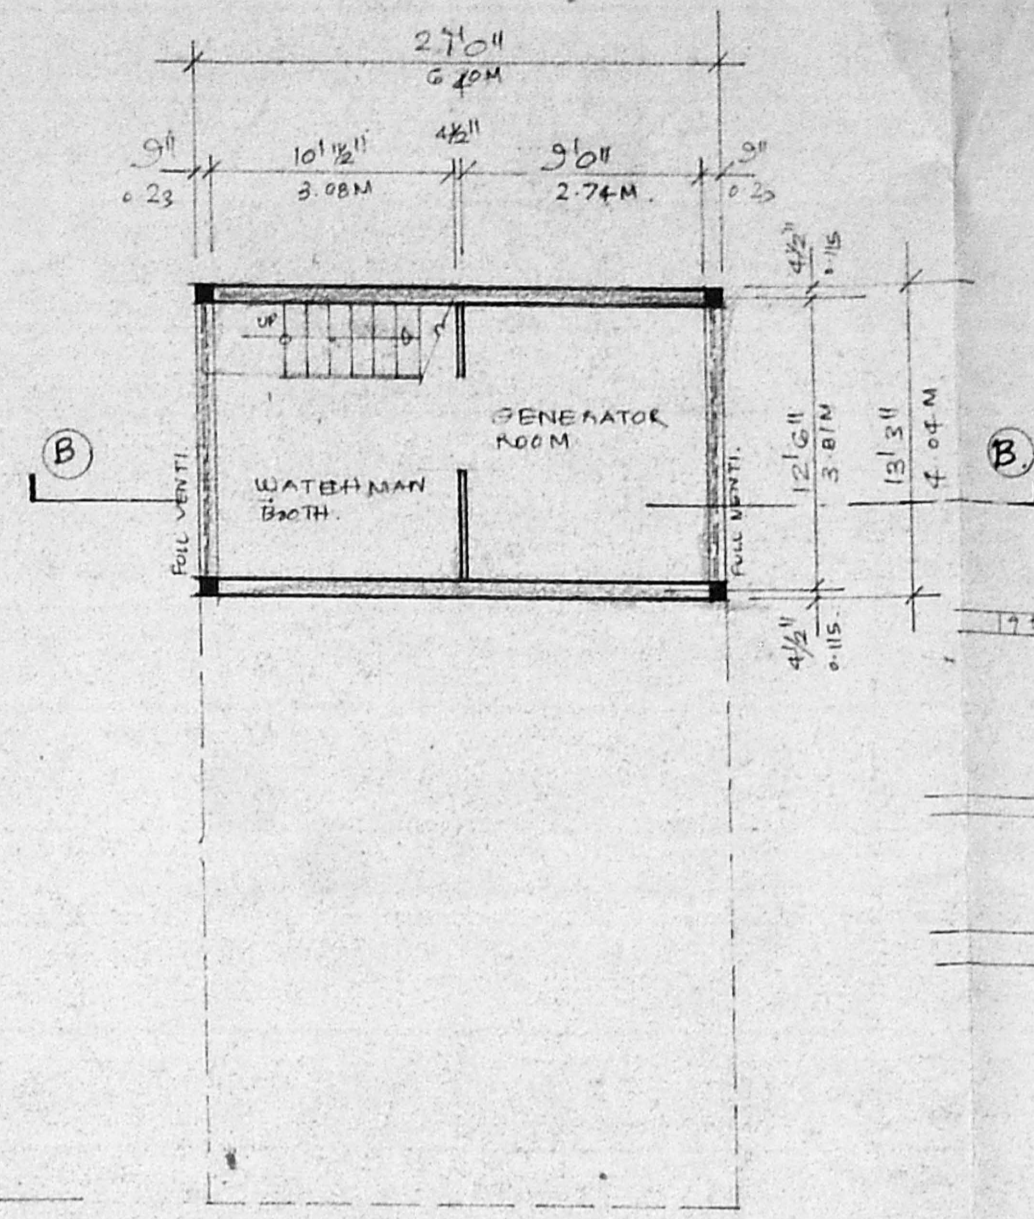 27'0"
6.40M
4½"
9"
10' 1½"
9'0"
9"
0.23
3.08M
2.74M.
4½"
0.115
UP
GENERATOR
ROOM
12'6"
3.81M
13'3"
4.04M.
B
B.
WATCHMAN
BOOTH.
FULL VENTI.
FULL VENTI.
4½"
0.115.